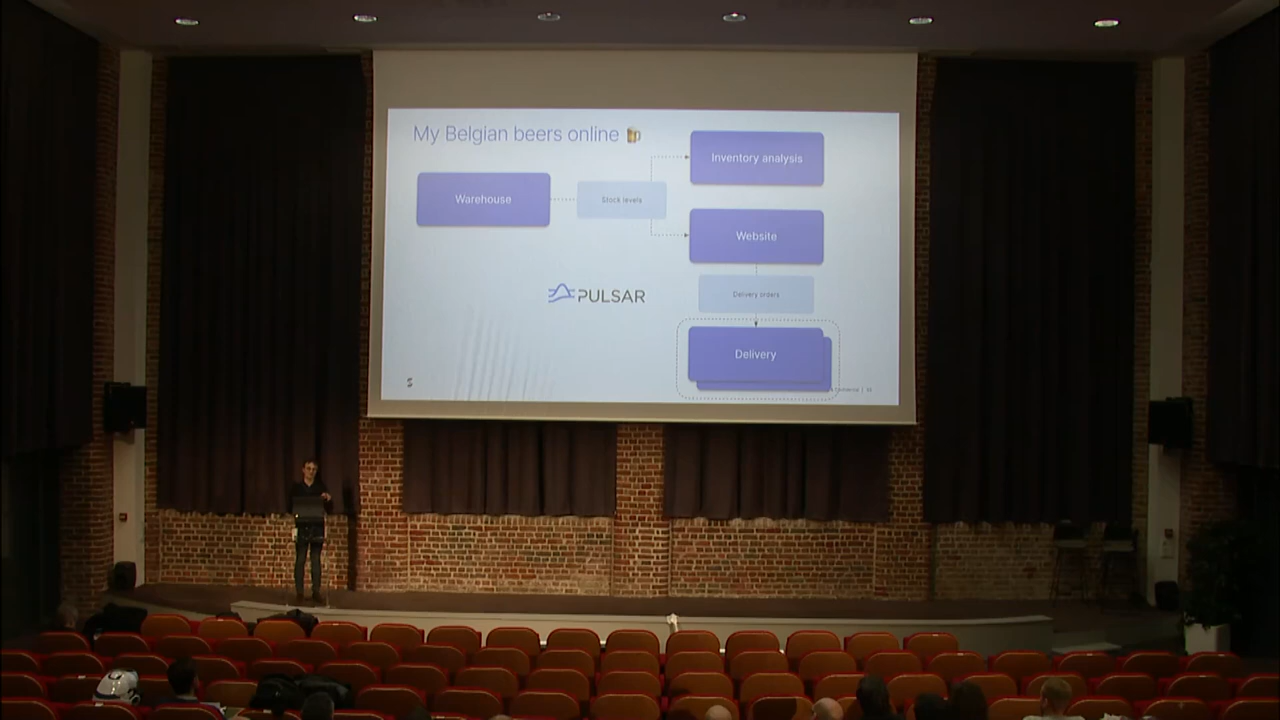 My Belgian beers online
Inventory analysis
Warehouse
Stock levels
Website
Delivery orders
PULSAR
Delivery